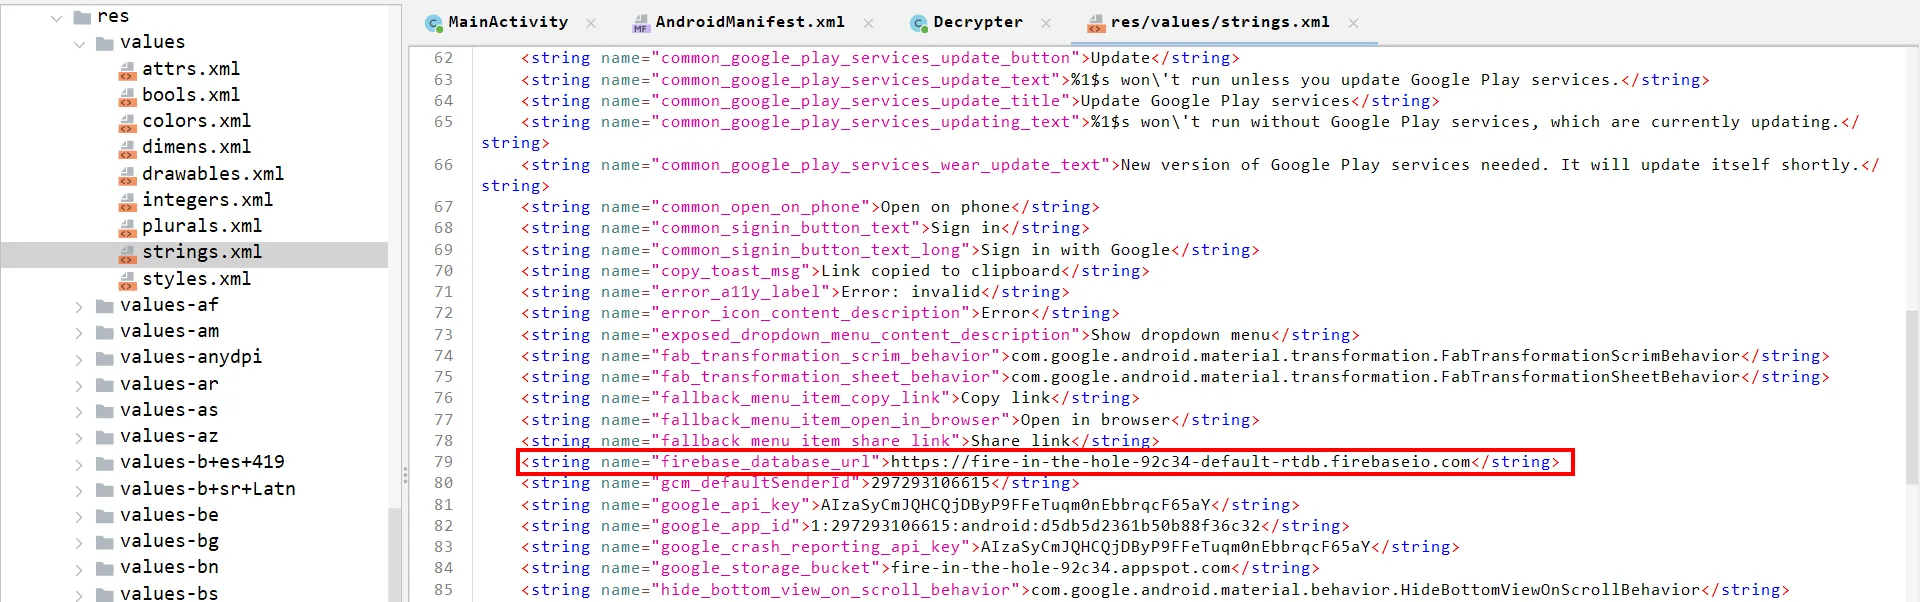 res
values
attrs.xml
bools.xml
colors.xml
dimens.xml
drawables.xml
integers.xml
plurals.xml
strings.xml
styles.xml
values-af
values-am
values-anydpi
values-ar
values-as
values-az
values-b+es+419
values-b+sr+Latn
values-be
values-bg
values-bn
values-bs
MainActivity × AndroidManifest.xml × Decrypter × res/values/strings.xml ×
62 <string name="common_google_play_services_update_button">Update</string>
63 <string name="common_google_play_services_update_text">%1$s won\'t run unless you update Google Play services.</string>
64 <string name="common_google_play_services_update_title">Update Google Play services</string>
65 <string name="common_google_play_services_updating_text">%1$s won\'t run without Google Play services, which are currently updating.</
string>
66 <string name="common_google_play_services_wear_update_text">New version of Google Play services needed. It will update itself shortly.</
string>
67 <string name="common_open_on_phone">Open on phone</string>
68 <string name="common_signin_button_text">Sign in</string>
69 <string name="common_signin_button_text_long">Sign in with Google</string>
70 <string name="copy_toast_msg">Link copied to clipboard</string>
71 <string name="error_a11y_label">Error: invalid</string>
72 <string name="error_icon_content_description">Error</string>
73 <string name="exposed_dropdown_menu_content_description">Show dropdown menu</string>
74 <string name="fab_transformation_scrim_behavior">com.google.android.material.transformation.FabTransformationScrimBehavior</string>
75 <string name="fab_transformation_sheet_behavior">com.google.android.material.transformation.FabTransformationSheetBehavior</string>
76 <string name="fallback_menu_item_copy_link">Copy link</string>
77 <string name="fallback_menu_item_open_in_browser">Open in browser</string>
78 <string name="fallback_menu_item_share_link">Share link</string>
79 <string name="firebase_database_url">https://fire-in-the-hole-92c34-default-rtdb.firebaseio.com</string>
80 <string name="gcm_defaultSenderId">297293106615</string>
81 <string name="google_api_key">AIzaSyCmJQHCQjDByP9FFeTuqm0nEbbrqcF65aY</string>
82 <string name="google_app_id">1:297293106615:android:d5db5d2361b50b88f36c32</string>
83 <string name="google_crash_reporting_api_key">AIzaSyCmJQHCQjDByP9FFeTuqm0nEbbrqcF65aY</string>
84 <string name="google_storage_bucket">fire-in-the-hole-92c34.appspot.com</string>
85 <string name="hide_bottom_view_on_scroll_behavior">com.google.android.material.behavior.HideBottomViewOnScrollBehavior</string>